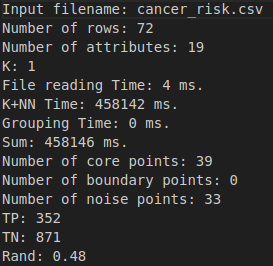 Input filename: cancer_risk.csv
Number of rows: 72
Number of attributes: 19
K: 1
File reading Time: 4 ms.
K+NN Time: 458142 ms.
Grouping Time: 0 ms.
Sum: 458146 ms.
Number of core points: 39
Number of boundary points: 0
Number of noise points: 33
TP: 352
TN: 871
Rand: 0.48